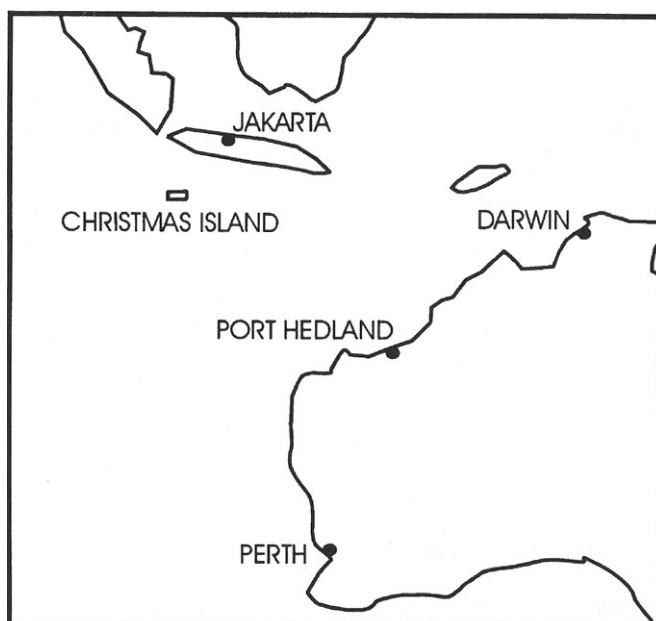 JAKARTA
CHRISTMAS ISLAND
DARWIN
PORT HEDLAND
PERTH